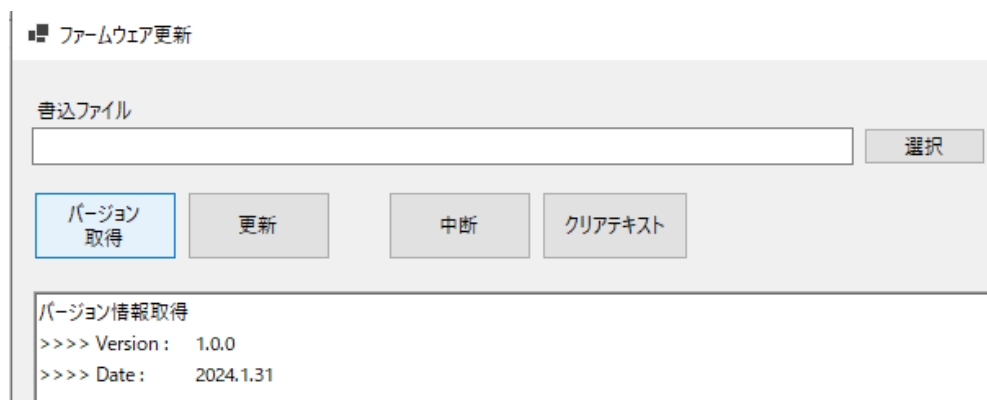 ファームウェア更新
書込ファイル
選択
バージョン
取得
更新
中断
クリアテキスト
バージョン情報取得
>>>> Version : 1.0.0
>>>> Date : 2024.1.31